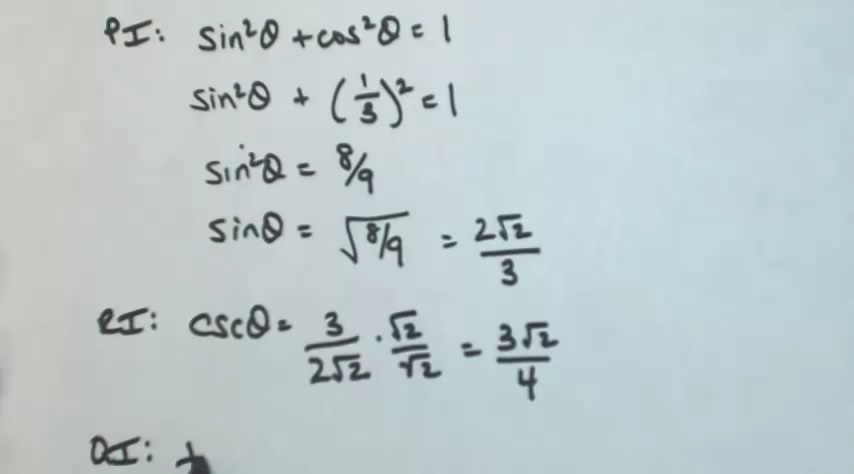 PI: sin²θ + cos²θ = 1
sin²θ + (1/3)² = 1
sin²θ = 8/9
sinθ = √8/9 = 2√2/3
RI: cscθ = 3/2√2 · √2/√2 = 3√2/4
QI: